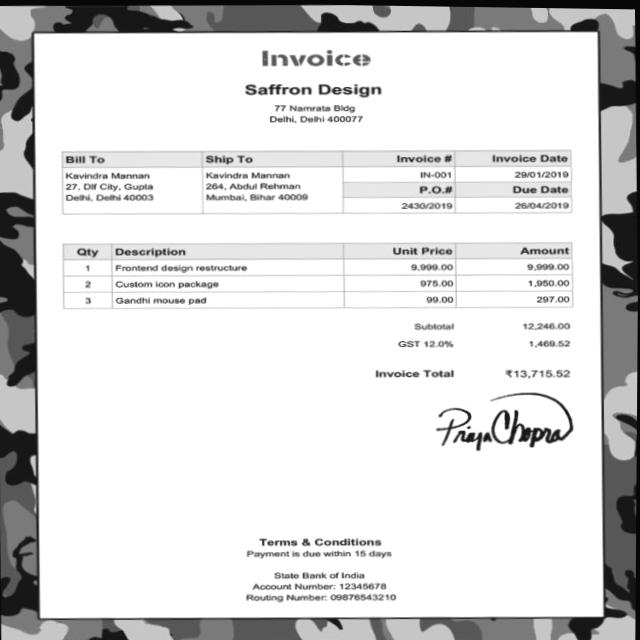 Invoice
Saffron Design
77 Namrata Bldg
Delhi, Delhi 400077
Bill To Ship To Invoice # Invoice Date
Kavindra Mannan Kavindra Mannan IN-001 29/01/2019
27, Dlf City, Gupta 264, Abdul Rehman P.O.# Due Date
Delhi, Delhi 40003 Mumbai, Bihar 40009 2430/2019 26/04/2019
Qty Description Unit Price Amount
1 Frontend design restructure 9,999.00 9,999.00
2 Custom icon package 975.00 1,950.00
3 Gandhi mouse pad 99.00 297.00
Subtotal 12,246.00
GST 12.0% 1,469.52
Invoice Total ₹13,715.52
Priya Chopra
Terms & Conditions
Payment is due within 15 days
State Bank of India
Account Number: 12345678
Routing Number: 09876543210